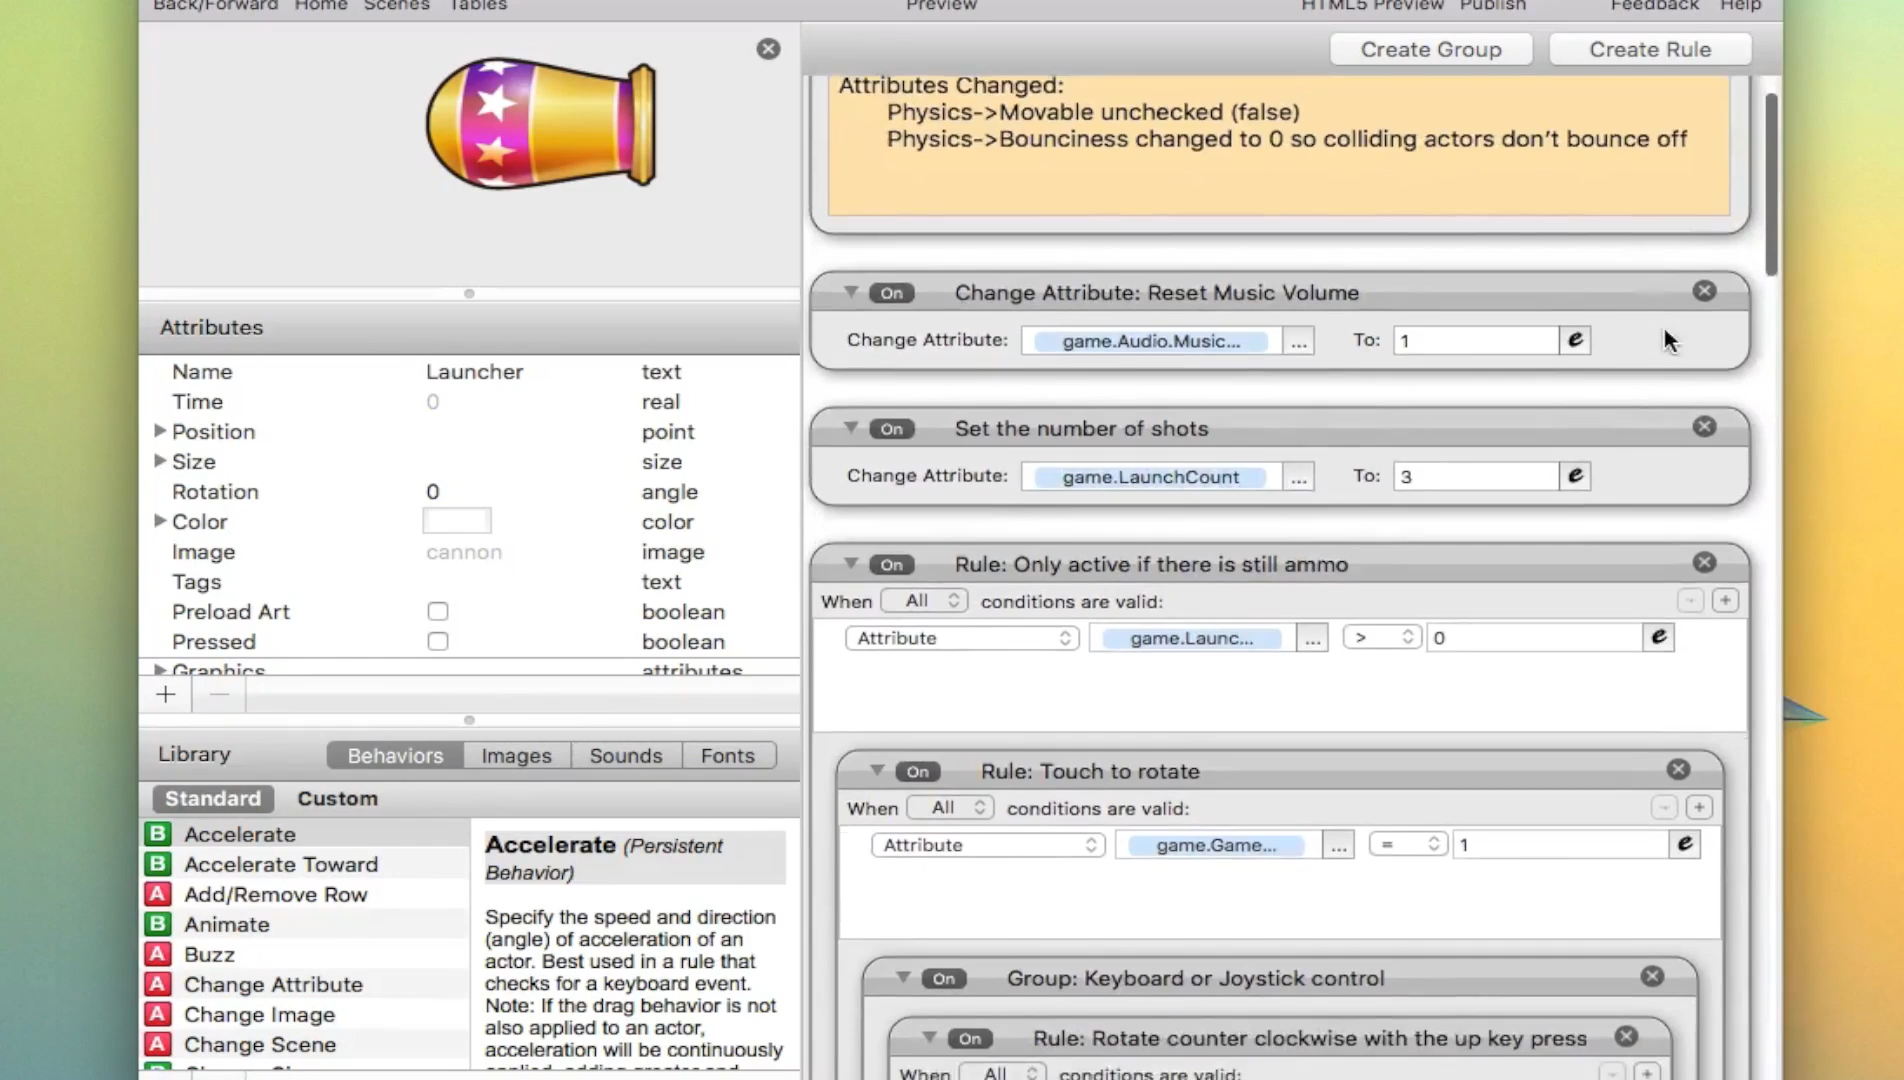 Back/Forward Home Scenes Tables Preview HTML5 Preview Publish Feedback Help
Create Group Create Rule
Attributes Changed:
Physics->Movable unchecked (false)
Physics->Bounciness changed to 0 so colliding actors don't bounce off
On Change Attribute: Reset Music Volume
Change Attribute: game.Audio.Music... ... To: 1 e
On Set the number of shots
Change Attribute: game.LaunchCount ... To: 3 e
On Rule: Only active if there is still ammo
When All conditions are valid: - +
Attribute game.Launc... ... > 0 e
On Rule: Touch to rotate
When All conditions are valid: - +
Attribute game.Game... ... = 1 e
On Group: Keyboard or Joystick control
On Rule: Rotate counter clockwise with the up key press
When All conditions are valid: - +
Attributes
Name Launcher text
Time 0 real
Position point
Size size
Rotation 0 angle
Color color
Image cannon image
Tags text
Preload Art boolean
Pressed boolean
Graphics attributes
+ −
Library Behaviors Images Sounds Fonts
Standard Custom
B Accelerate
B Accelerate Toward
A Add/Remove Row
B Animate
A Buzz
A Change Attribute
A Change Image
A Change Scene
Accelerate (Persistent
Behavior)
Specify the speed and direction
(angle) of acceleration of an
actor. Best used in a rule that
checks for a keyboard event.
Note: If the drag behavior is not
also applied to an actor,
acceleration will be continuously